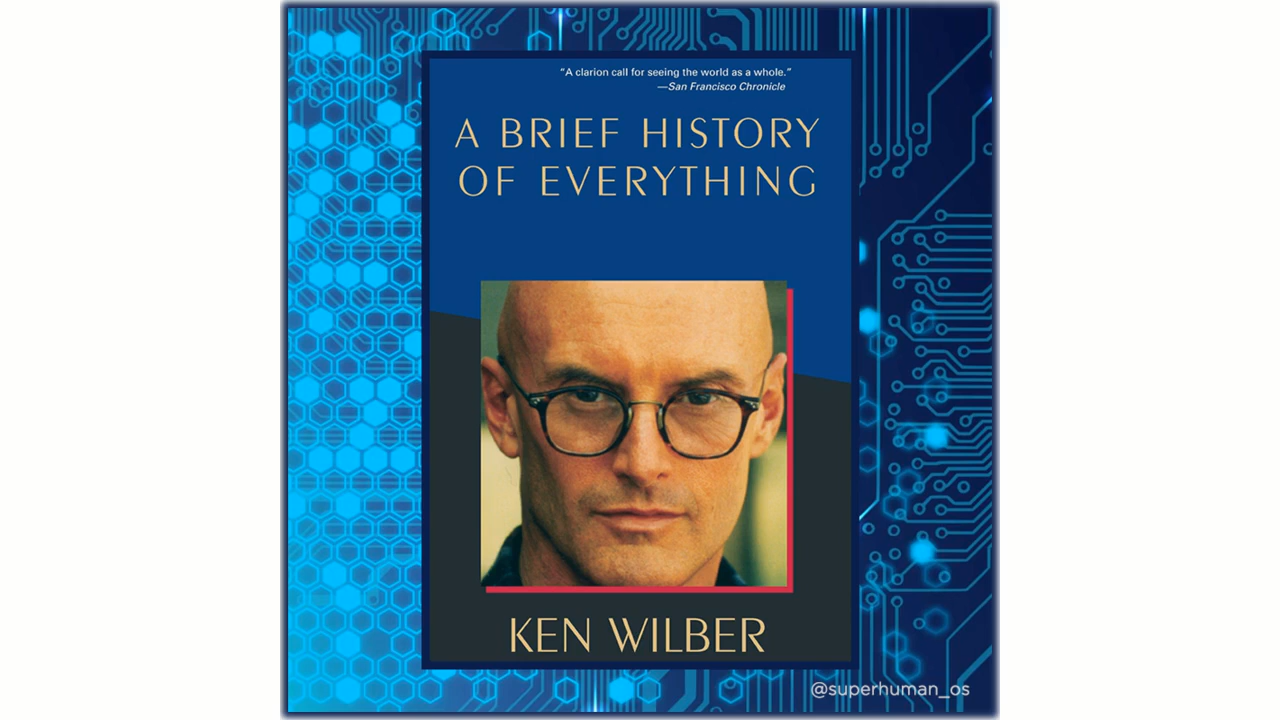 “A clarion call for seeing the world as a whole.”
—San Francisco Chronicle
A BRIEF HISTORY
OF EVERYTHING
KEN WILBER
@superhuman_os